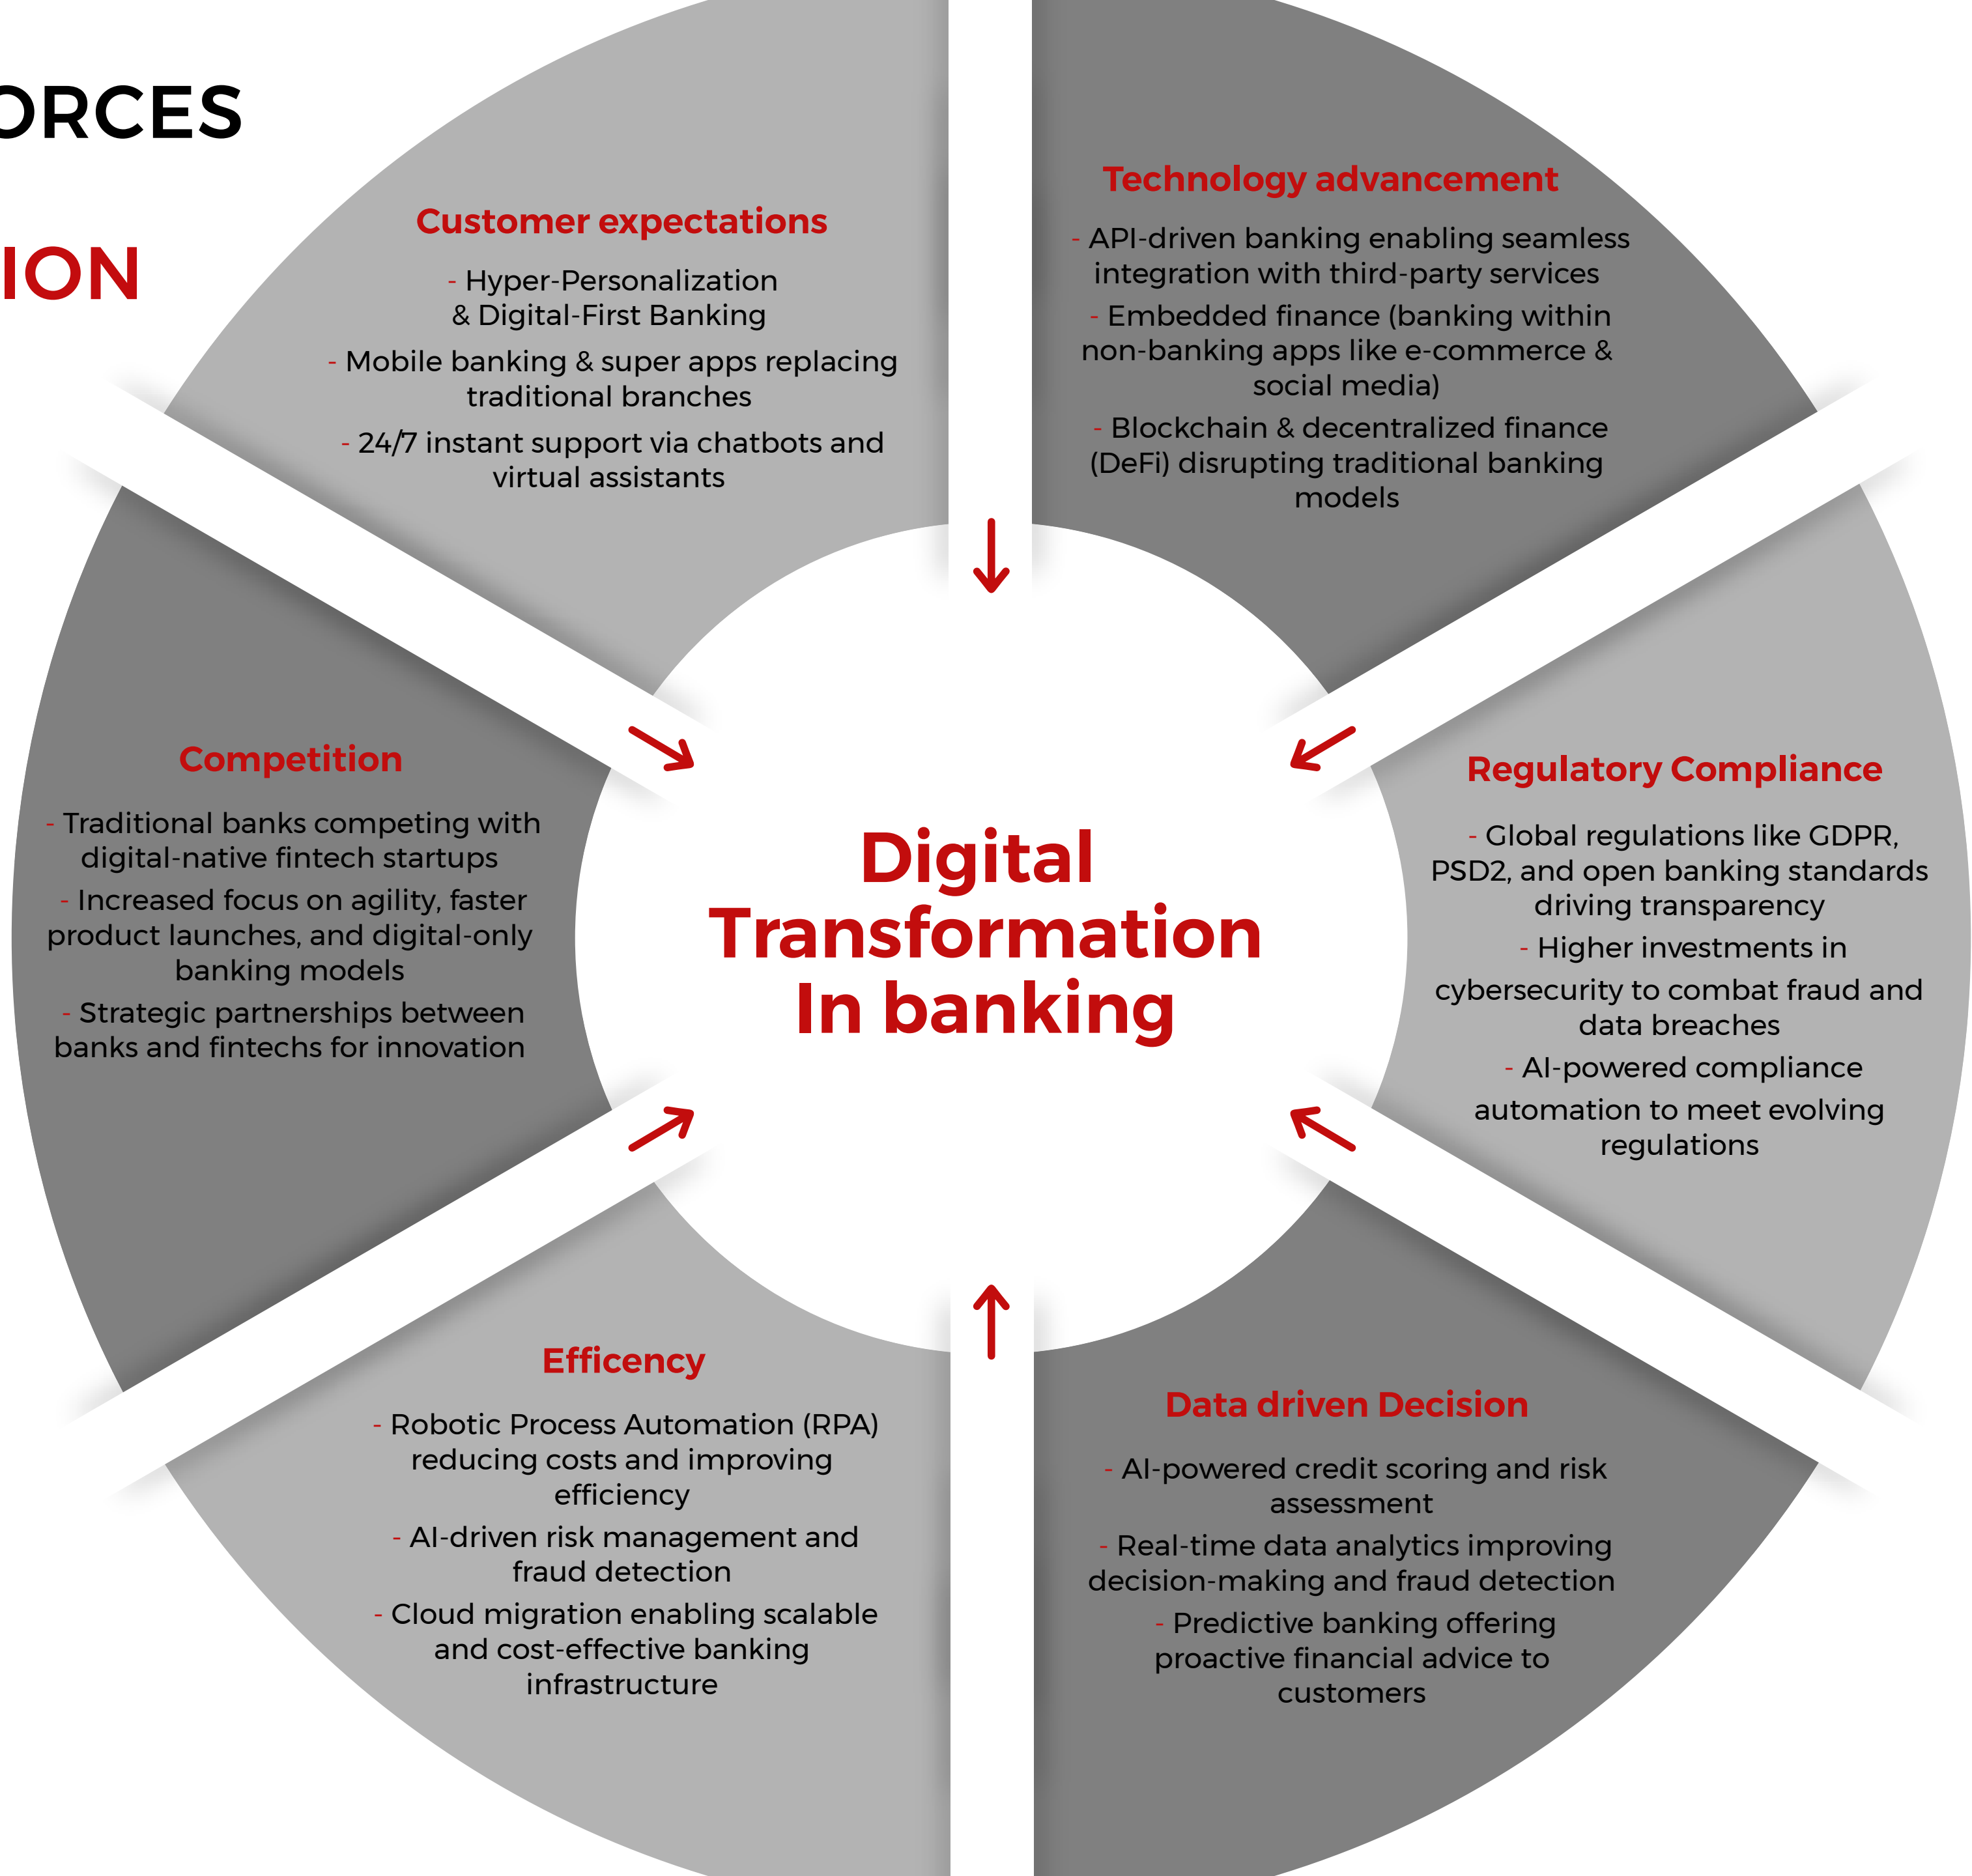 ORCES
ION
Customer expectations
- Hyper-Personalization
& Digital-First Banking
- Mobile banking & super apps replacing
traditional branches
- 24/7 instant support via chatbots and
virtual assistants
Technology advancement
- API-driven banking enabling seamless
integration with third-party services
- Embedded finance (banking within
non-banking apps like e-commerce &
social media)
- Blockchain & decentralized finance
(DeFi) disrupting traditional banking
models
Competition
- Traditional banks competing with
digital-native fintech startups
- Increased focus on agility, faster
product launches, and digital-only
banking models
- Strategic partnerships between
banks and fintechs for innovation
Digital
Transformation
In banking
Regulatory Compliance
- Global regulations like GDPR,
PSD2, and open banking standards
driving transparency
- Higher investments in
cybersecurity to combat fraud and
data breaches
- AI-powered compliance
automation to meet evolving
regulations
Efficency
- Robotic Process Automation (RPA)
reducing costs and improving
efficiency
- AI-driven risk management and
fraud detection
- Cloud migration enabling scalable
and cost-effective banking
infrastructure
Data driven Decision
- AI-powered credit scoring and risk
assessment
- Real-time data analytics improving
decision-making and fraud detection
- Predictive banking offering
proactive financial advice to
customers